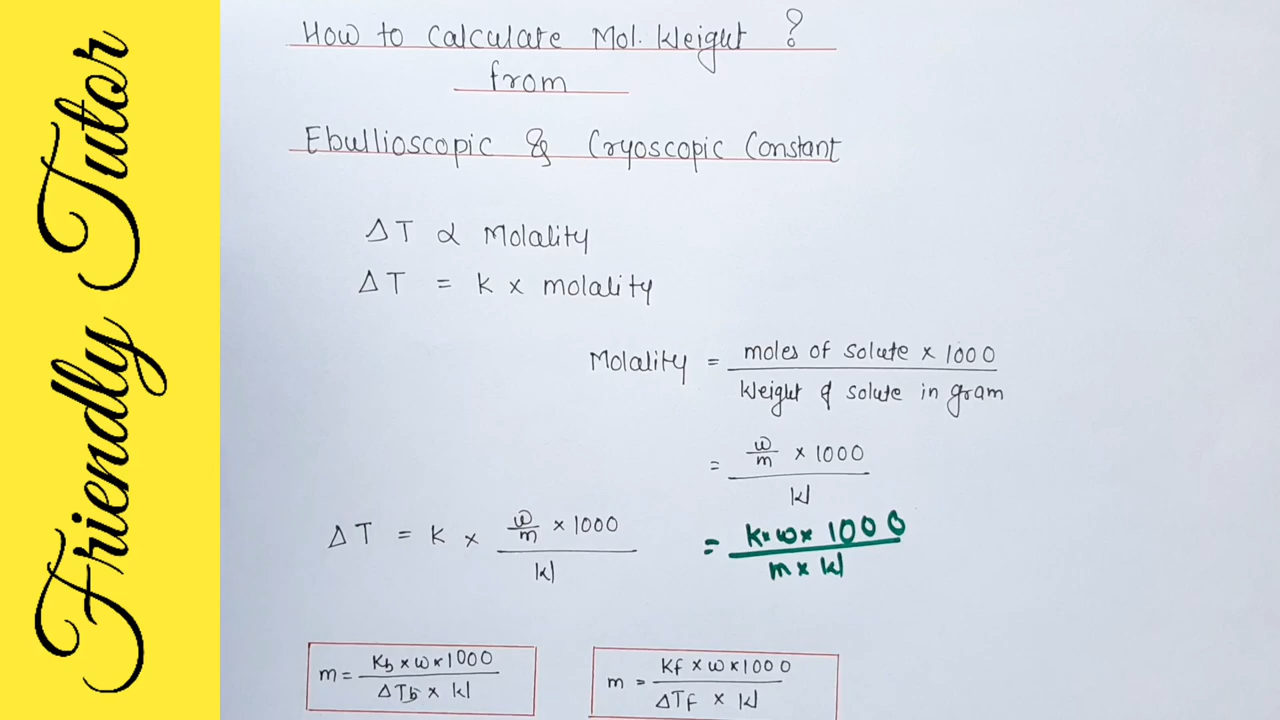 Friendly Tutor
How to Calculate Mol. Weight ?
from
Ebullioscopic & Cryoscopic Constant
ΔT ∝ Molality
ΔT = K × molality
Molality = moles of solute × 1000
Weight of solute in gram
= w/m × 1000
W
ΔT = K × w/m × 1000
W
= K × w × 1000
m × W
m = Kb × w × 1000
ΔTb × W
m = Kf × w × 1000
ΔTf × W